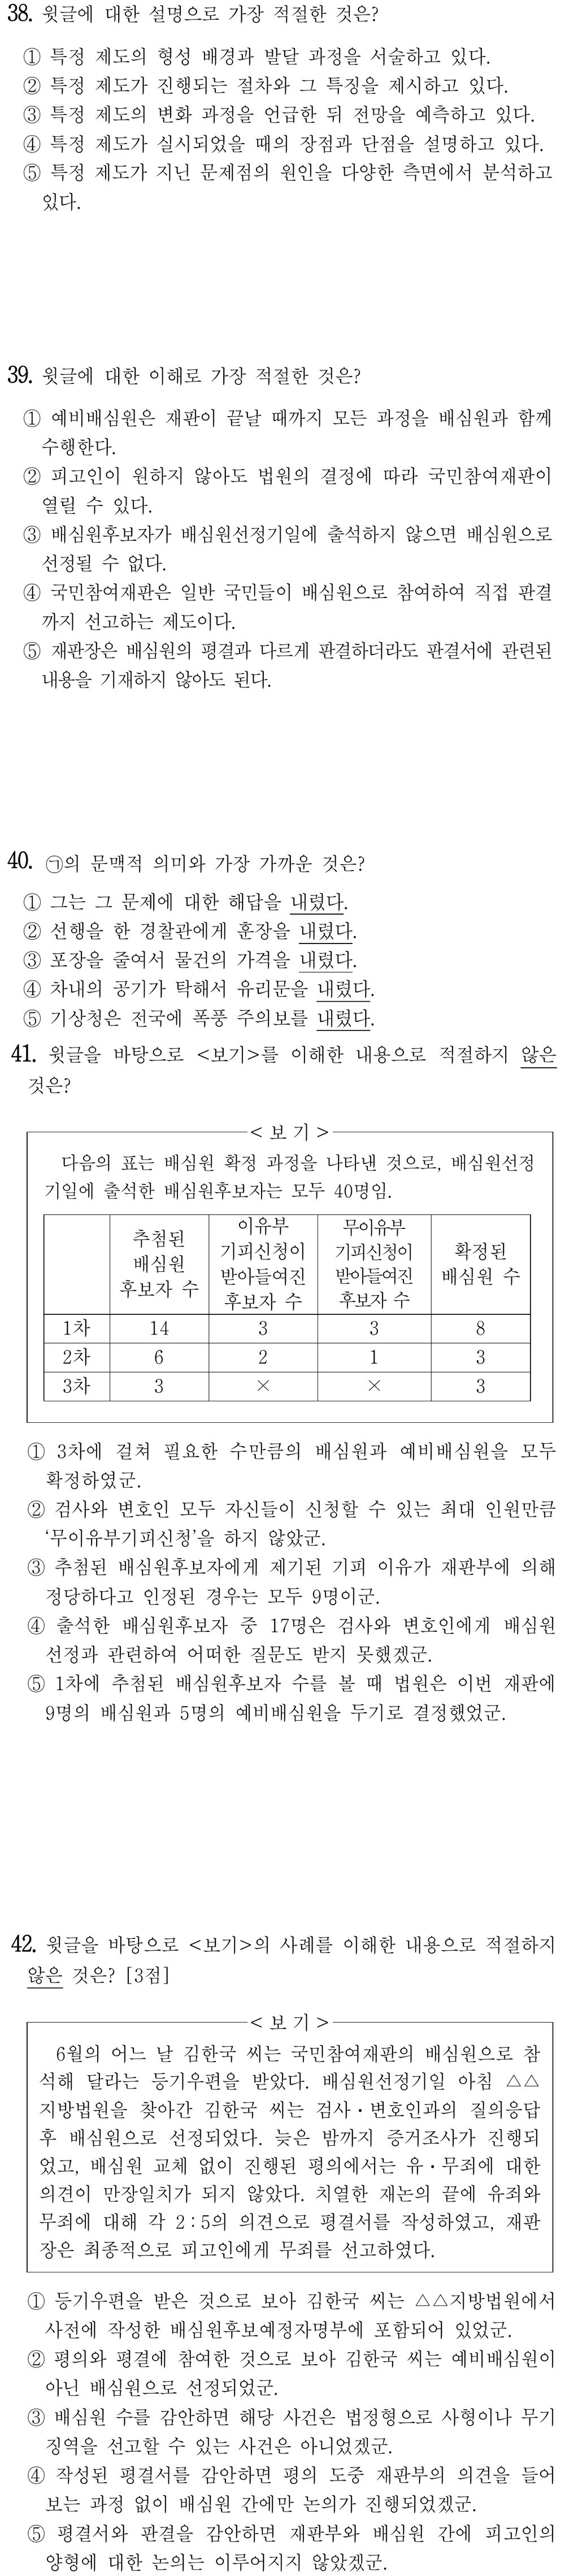 38. 윗글에 대한 설명으로 가장 적절한 것은?
① 특정 제도의 형성 배경과 발달 과정을 서술하고 있다.
② 특정 제도가 진행되는 절차와 그 특징을 제시하고 있다.
③ 특정 제도의 변화 과정을 언급한 뒤 전망을 예측하고 있다.
④ 특정 제도가 실시되었을 때의 장점과 단점을 설명하고 있다.
⑤ 특정 제도가 지닌 문제점의 원인을 다양한 측면에서 분석하고
있다.
39. 윗글에 대한 이해로 가장 적절한 것은?
① 예비배심원은 재판이 끝날 때까지 모든 과정을 배심원과 함께
수행한다.
② 피고인이 원하지 않아도 법원의 결정에 따라 국민참여재판이
열릴 수 있다.
③ 배심원후보자가 배심원선정기일에 출석하지 않으면 배심원으로
선정될 수 없다.
④ 국민참여재판은 일반 국민들이 배심원으로 참여하여 직접 판결
까지 선고하는 제도이다.
⑤ 재판장은 배심원의 평결과 다르게 판결하더라도 판결서에 관련된
내용을 기재하지 않아도 된다.
40. ㉠의 문맥적 의미와 가장 가까운 것은?
① 그는 그 문제에 대한 해답을 내렸다.
② 선행을 한 경찰관에게 훈장을 내렸다.
③ 포장을 줄여서 물건의 가격을 내렸다.
④ 차내의 공기가 탁해서 유리문을 내렸다.
⑤ 기상청은 전국에 폭풍 주의보를 내렸다.
41. 윗글을 바탕으로 <보기>를 이해한 내용으로 적절하지 않은
것은?
< 보 기 >
다음의 표는 배심원 확정 과정을 나타낸 것으로, 배심원선정
기일에 출석한 배심원후보자는 모두 40명임.
추첨된 배심원 후보자 수 이유부 기피신청이 받아들여진 후보자 수 무이유부 기피신청이 받아들여진 후보자 수 확정된 배심원 수
1차 14 3 3 8
2차 6 2 1 3
3차 3 × × 3
① 3차에 걸쳐 필요한 수만큼의 배심원과 예비배심원을 모두
확정하였군.
② 검사와 변호인 모두 자신들이 신청할 수 있는 최대 인원만큼
‘무이유부기피신청’을 하지 않았군.
③ 추첨된 배심원후보자에게 제기된 기피 이유가 재판부에 의해
정당하다고 인정된 경우는 모두 9명이군.
④ 출석한 배심원후보자 중 17명은 검사와 변호인에게 배심원
선정과 관련하여 어떠한 질문도 받지 못했겠군.
⑤ 1차에 추첨된 배심원후보자 수를 볼 때 법원은 이번 재판에
9명의 배심원과 5명의 예비배심원을 두기로 결정했었군.
42. 윗글을 바탕으로 <보기>의 사례를 이해한 내용으로 적절하지
않은 것은? [3점]
< 보 기 >
6월의 어느 날 김한국 씨는 국민참여재판의 배심원으로 참
석해 달라는 등기우편을 받았다. 배심원선정기일 아침 △△
지방법원을 찾아간 김한국 씨는 검사・변호인과의 질의응답
후 배심원으로 선정되었다. 늦은 밤까지 증거조사가 진행되
었고, 배심원 교체 없이 진행된 평의에서는 유・무죄에 대한
의견이 만장일치가 되지 않았다. 치열한 재논의 끝에 유죄와
무죄에 대해 각 2:5의 의견으로 평결서를 작성하였고, 재판
장은 최종적으로 피고인에게 무죄를 선고하였다.
① 등기우편을 받은 것으로 보아 김한국 씨는 △△지방법원에서
사전에 작성한 배심원후보예정자명부에 포함되어 있었군.
② 평의와 평결에 참여한 것으로 보아 김한국 씨는 예비배심원이
아닌 배심원으로 선정되었군.
③ 배심원 수를 감안하면 해당 사건은 법정형으로 사형이나 무기
징역을 선고할 수 있는 사건은 아니었겠군.
④ 작성된 평결서를 감안하면 평의 도중 재판부의 의견을 들어
보는 과정 없이 배심원 간에만 논의가 진행되었겠군.
⑤ 평결서와 판결을 감안하면 재판부와 배심원 간에 피고인의
양형에 대한 논의는 이루어지지 않았겠군.